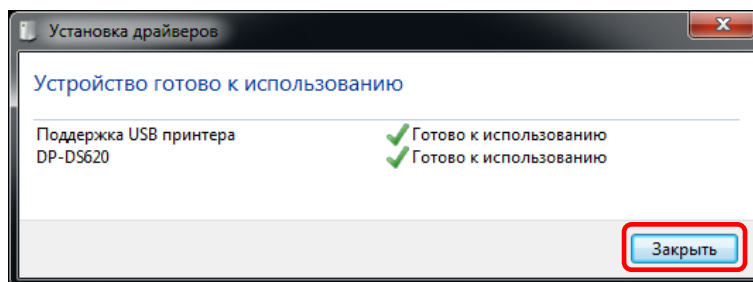 Установка драйверов
Устройство готово к использованию
Поддержка USB принтера Готово к использованию
DP-DS620 Готово к использованию
Закрыть